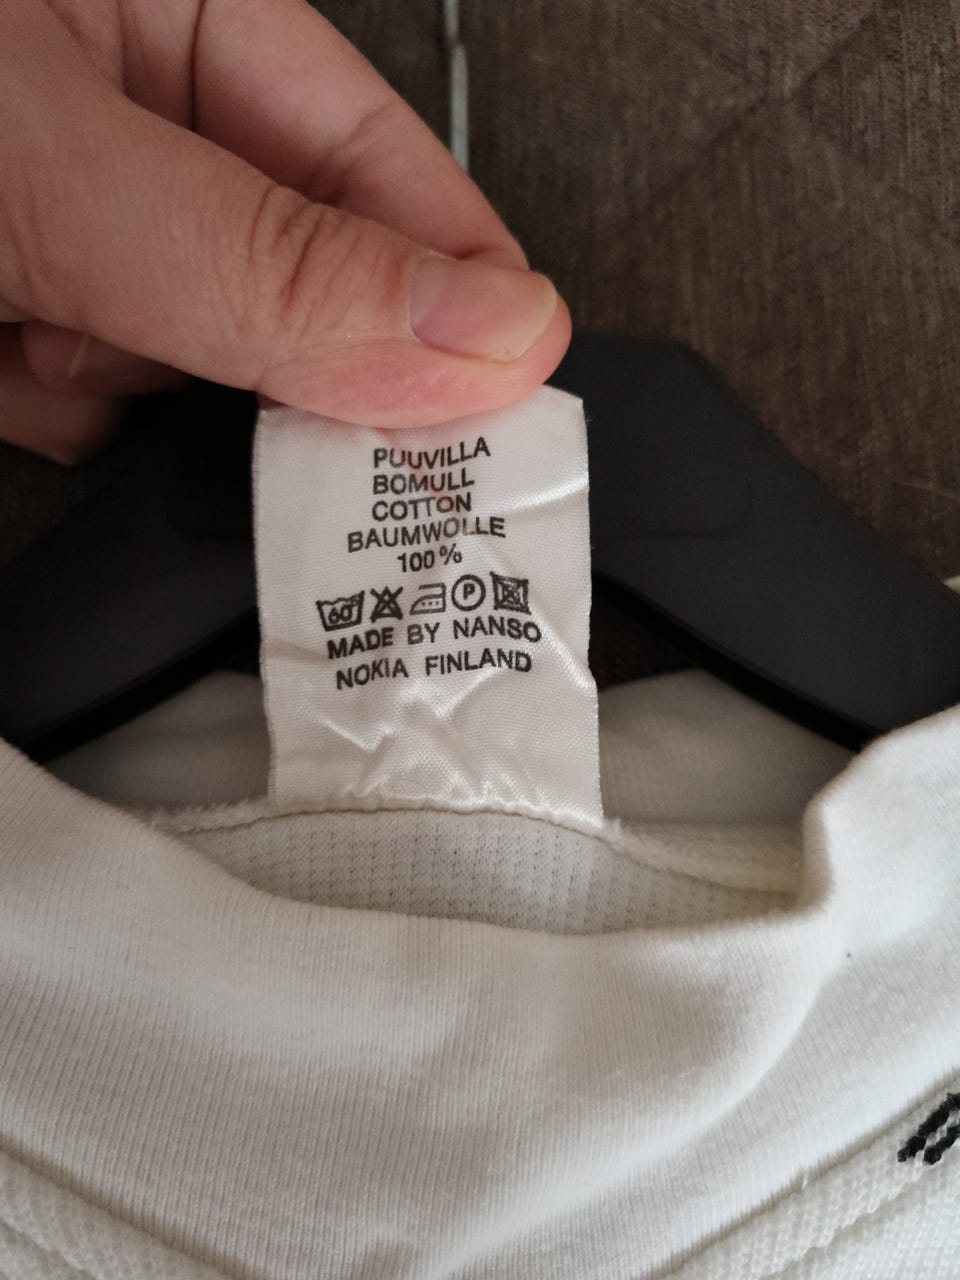 PUUVILLA
BOMULL
COTTON
BAUMWOLLE
100%
60 P
MADE BY NANSO
NOKIA FINLAND